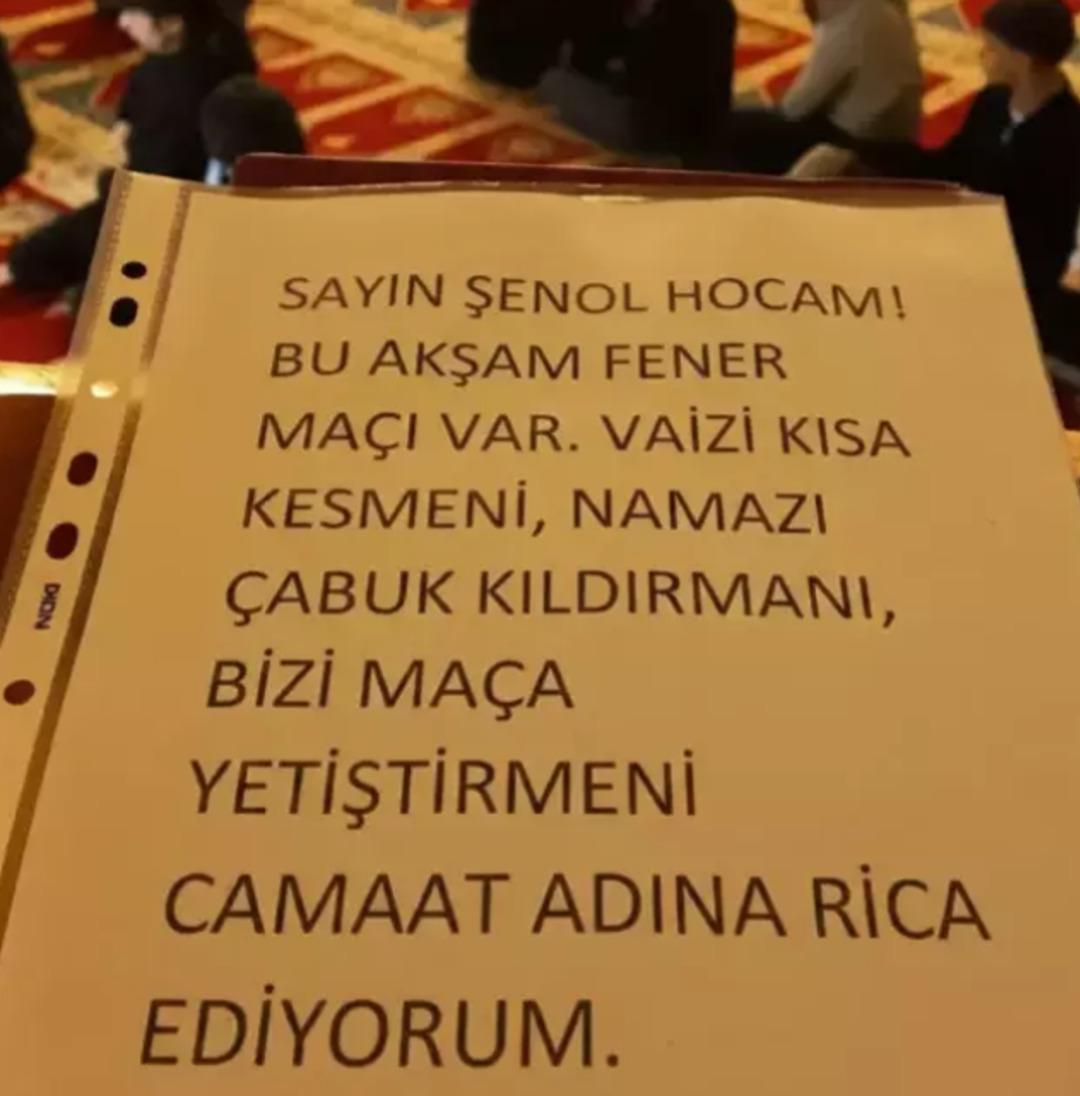 SAYIN ŞENOL HOCAM!
BU AKŞAM FENER
MAÇI VAR. VAİZİ KISA
KESMENİ, NAMAZI
ÇABUK KILDIRMANI,
BİZİ MAÇA
YETİŞTİRMENİ
CAMAAT ADINA RİCA
EDİYORUM.